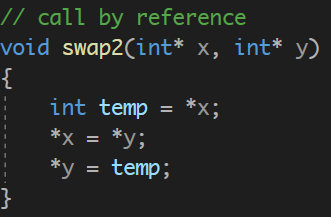 // call by reference
void swap2(int* x, int* y)
{
    int temp = *x;
    *x = *y;
    *y = temp;
}